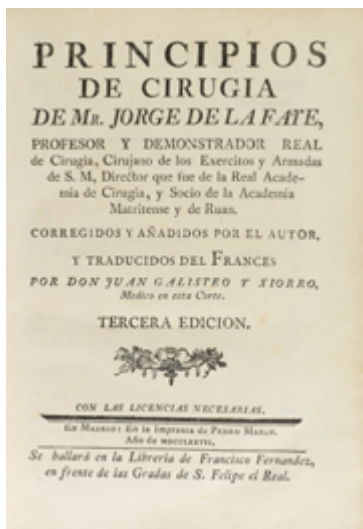 PRINCIPIOS
DE CIRUGIA
DE MR. JORGE DE LA FAYE,
PROFESOR Y DEMONSTRADOR REAL
de Cirugia, Cirujano de los Exercitos y Armadas
de S. M, Director que fue de la Real Acade-
mia de Cirugia, y Socio de la Academia
Matritense y de Ruan.
CORREGIDOS Y AÑADIDOS POR EL AUTOR,
Y TRADUCIDOS DEL FRANCES
POR DON JUAN GALISTEO Y XIORRO,
Medico en esta Corte.
TERCERA EDICION.
CON LAS LICENCIAS NECESARIAS.
EN MADRID: En la Imprenta de PEDRO MARIN.
Año de MDCCLXXVII.
Se hallará en la Librería de Francisco Fernandez,
en frente de las Gradas de S. Felipe el Real.